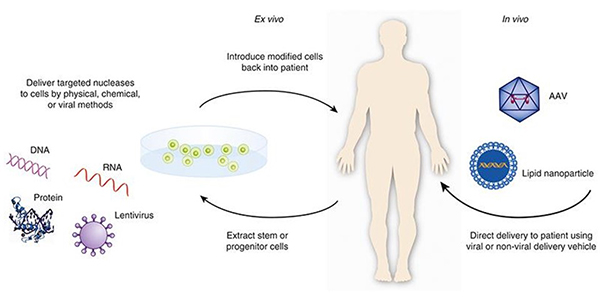 Ex vivo
In vivo
Introduce modified cells
back into patient
Deliver targeted nucleases
to cells by physical, chemical,
or viral methods
AAV
DNA
RNA
Lipid nanoparticle
Protein
Lentivirus
Extract stem or
progenitor cells
Direct delivery to patient using
viral or non-viral delivery vehicle